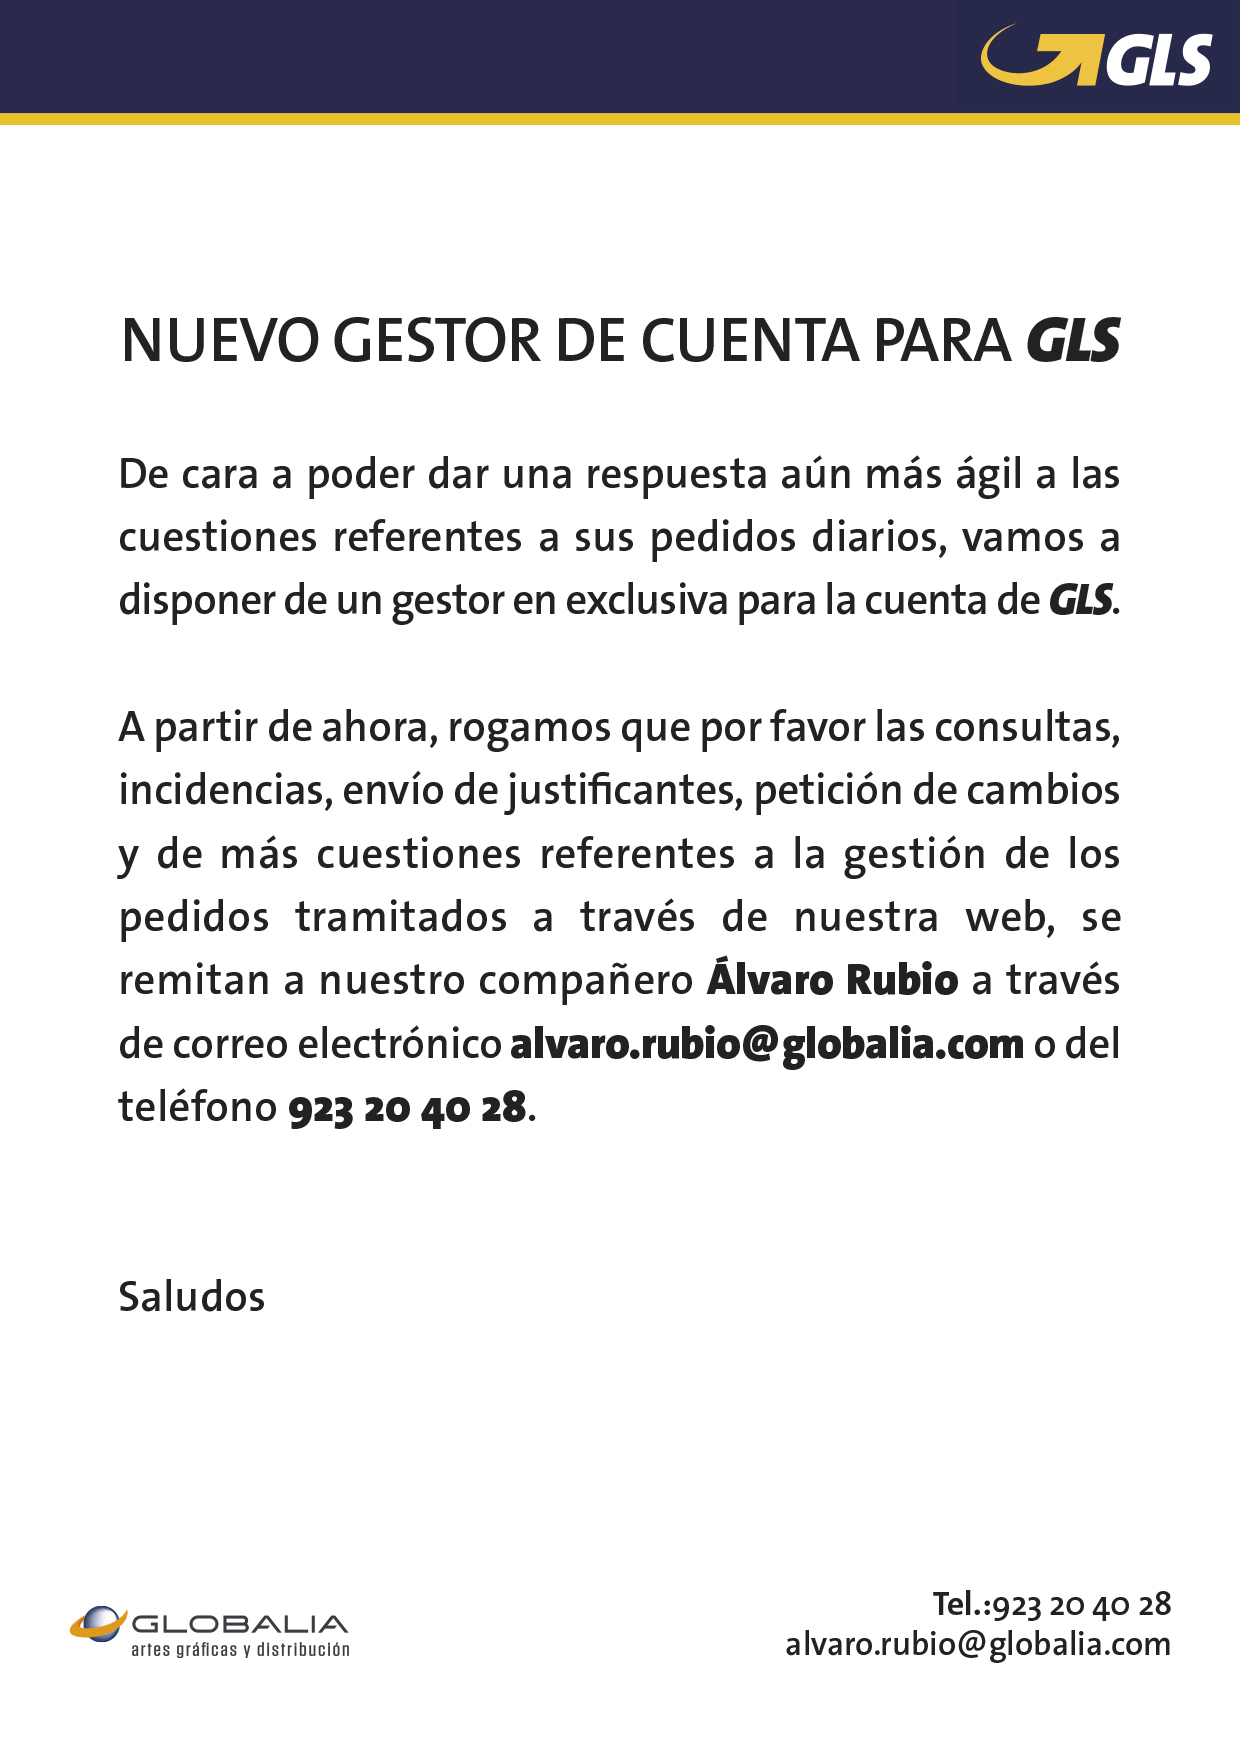 GLS
NUEVO GESTOR DE CUENTA PARA GLS
De cara a poder dar una respuesta aún más ágil a las
cuestiones referentes a sus pedidos diarios, vamos a
disponer de un gestor en exclusiva para la cuenta de GLS.
A partir de ahora, rogamos que por favor las consultas,
incidencias, envío de justificantes, petición de cambios
y de más cuestiones referentes a la gestión de los
pedidos tramitados a través de nuestra web, se
remitan a nuestro compañero Álvaro Rubio a través
de correo electrónico alvaro.rubio@globalia.com o del
teléfono 923 20 40 28.
Saludos
GLOBALIA
artes gráficas y distribución
Tel.:923 20 40 28
alvaro.rubio@globalia.com